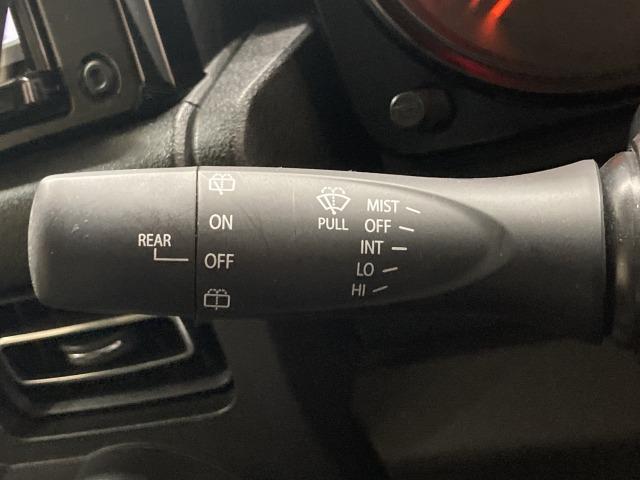 ON
REAR
OFF
PULL
MIST
OFF
INT
LO
HI